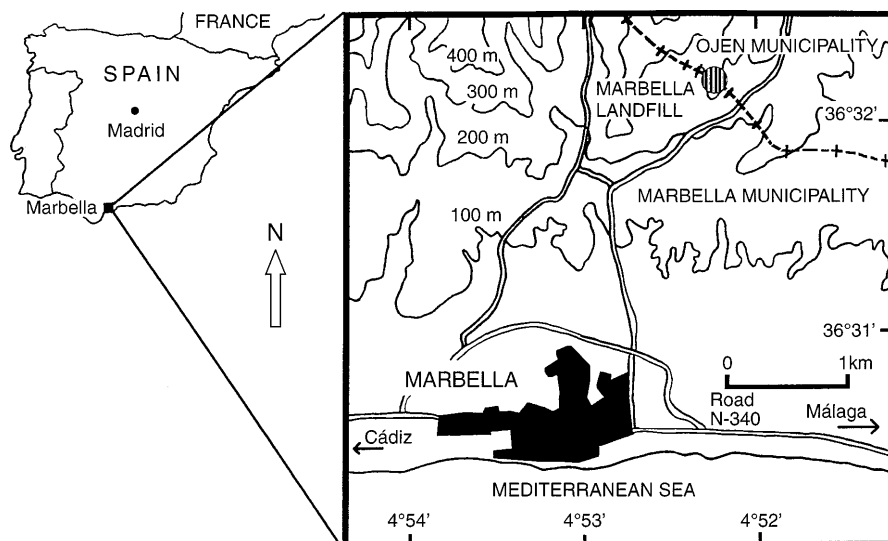 FRANCE
SPAIN
Madrid
Marbella
N
400 m
300 m
200 m
100 m
OJEN MUNICIPALITY
MARBELLA
LANDFILL
36°32'
MARBELLA MUNICIPALITY
36°31'
0 1km
MARBELLA
Road
N-340
Málaga
Cádiz
MEDITERRANEAN SEA
4°54' 4°53' 4°52'